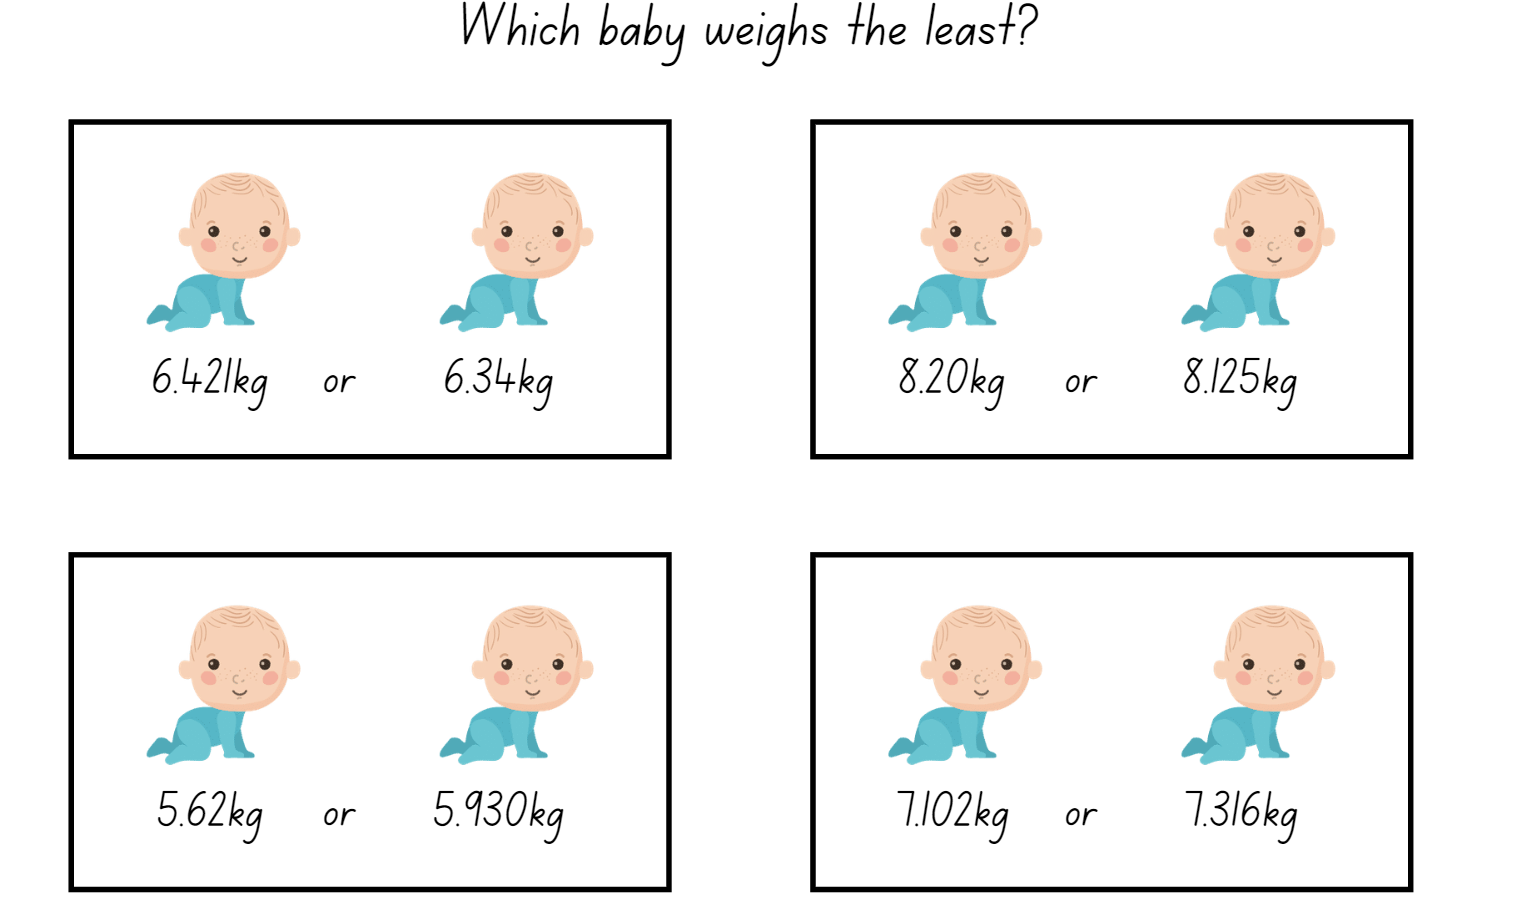 Which baby weighs the least?
6.421kg or 6.34kg
8.20kg or 8.125kg
5.62kg or 5.930kg
7.102kg or 7.316kg